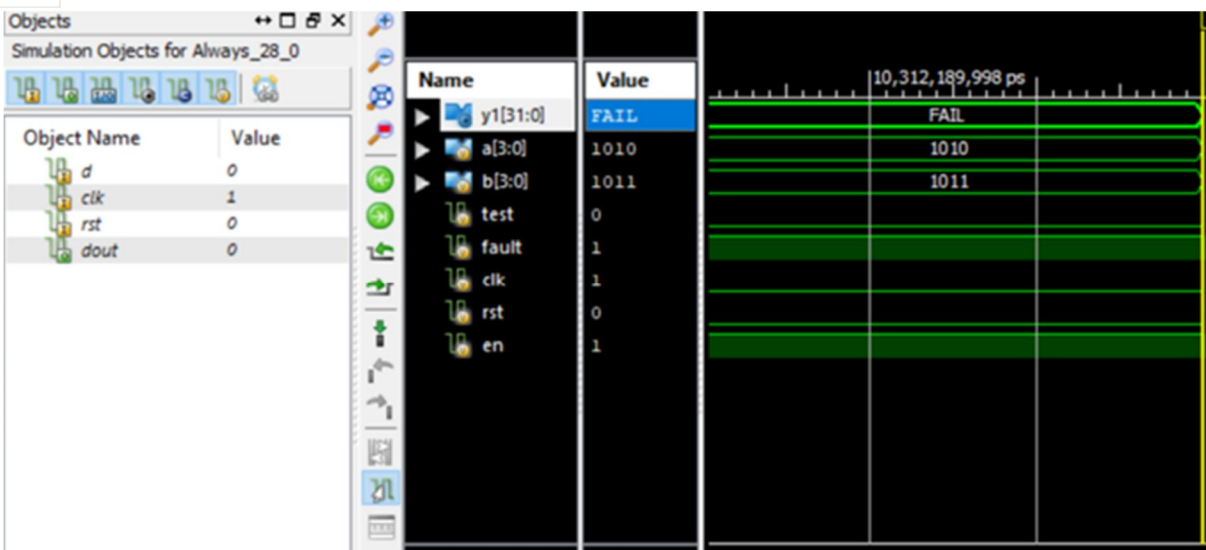 Objects
Simulation Objects for Always_28_0
Object Name Value
d 0
clk 1
rst 0
dout 0
Name Value
y1[31:0] FAIL
a[3:0] 1010
b[3:0] 1011
test 0
fault 1
clk 1
rst 0
en 1
10,312,189,998 ps
FAIL
1010
1011